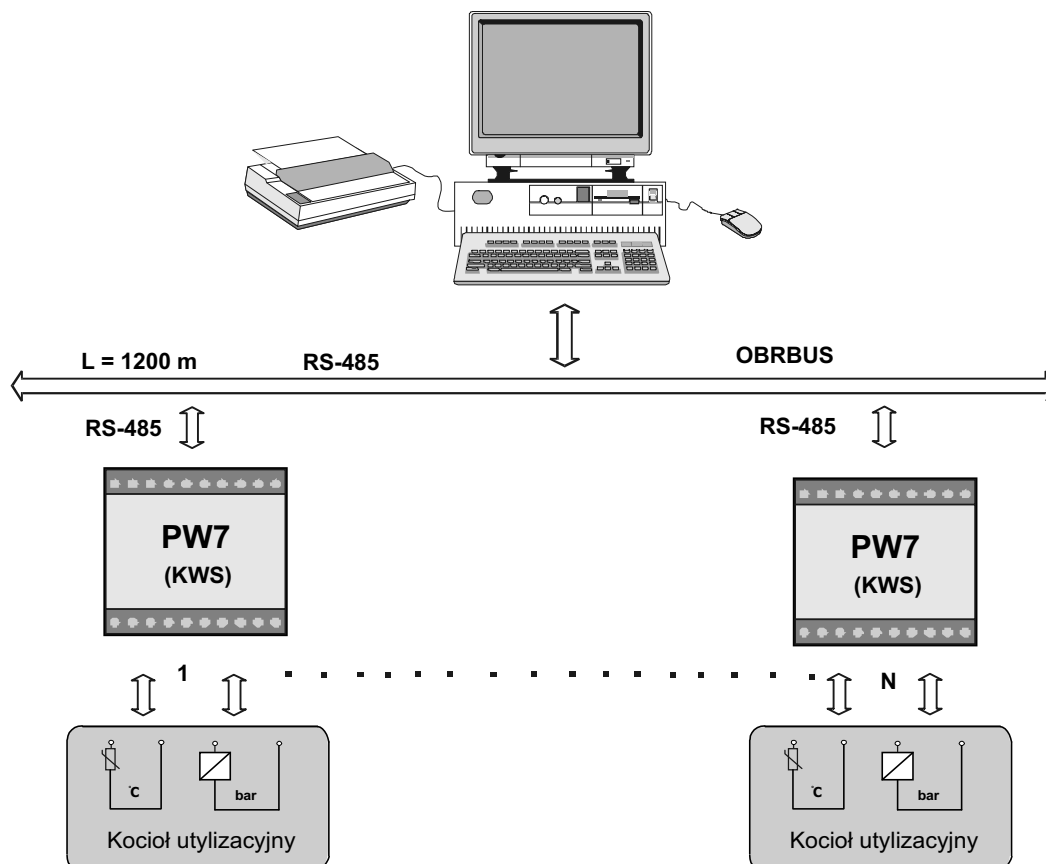 L = 1200 m
RS-485
OBRBUS
RS-485
RS-485
PW7
(KWS)
PW7
(KWS)
1
N
°C
bar
Kocioł utylizacyjny
°C
bar
Kocioł utylizacyjny